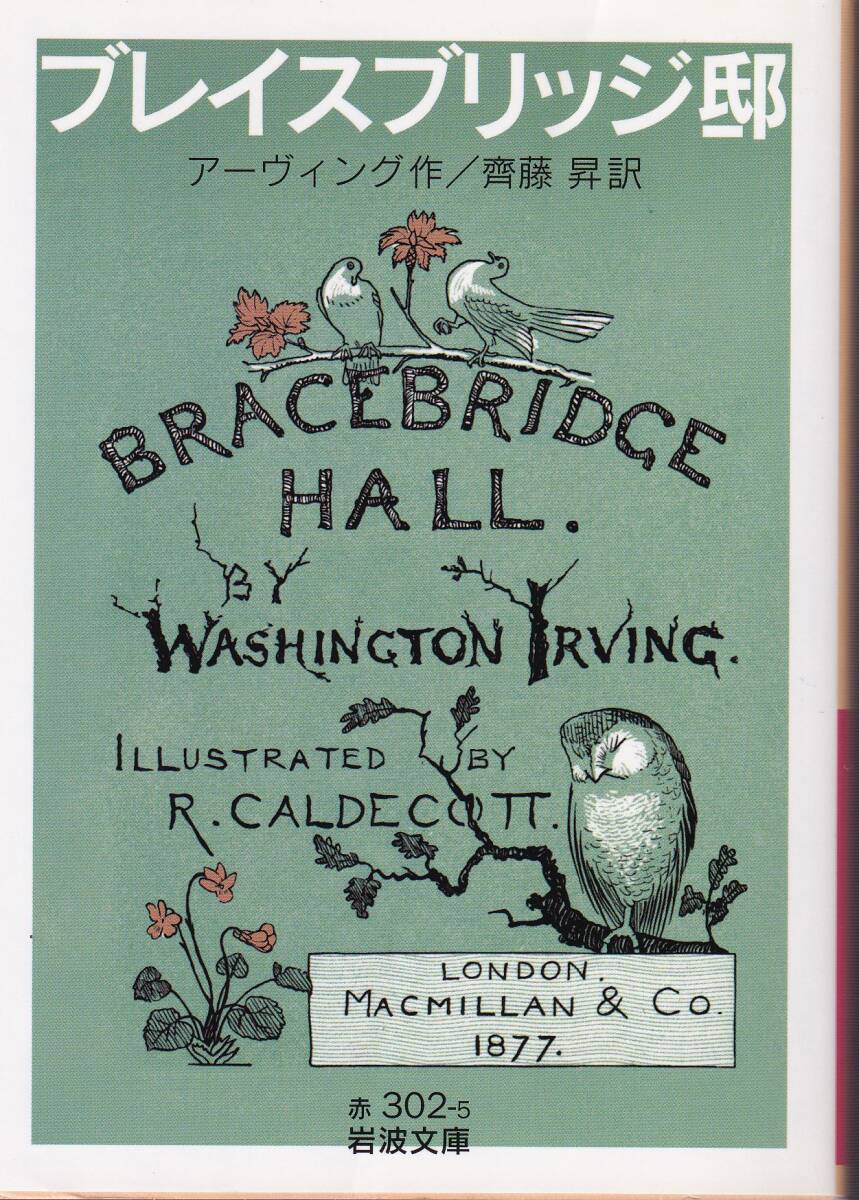 ブレイスブリッジ邸
アーヴィング作／齊藤 昇訳
BRACEBRIDGE
HALL.
BY
WASHINGTON IRVING.
ILLUSTRATED BY
R. CALDECOTT.
LONDON.
MACMILLAN & CO.
1877.
赤 302-5
岩波文庫